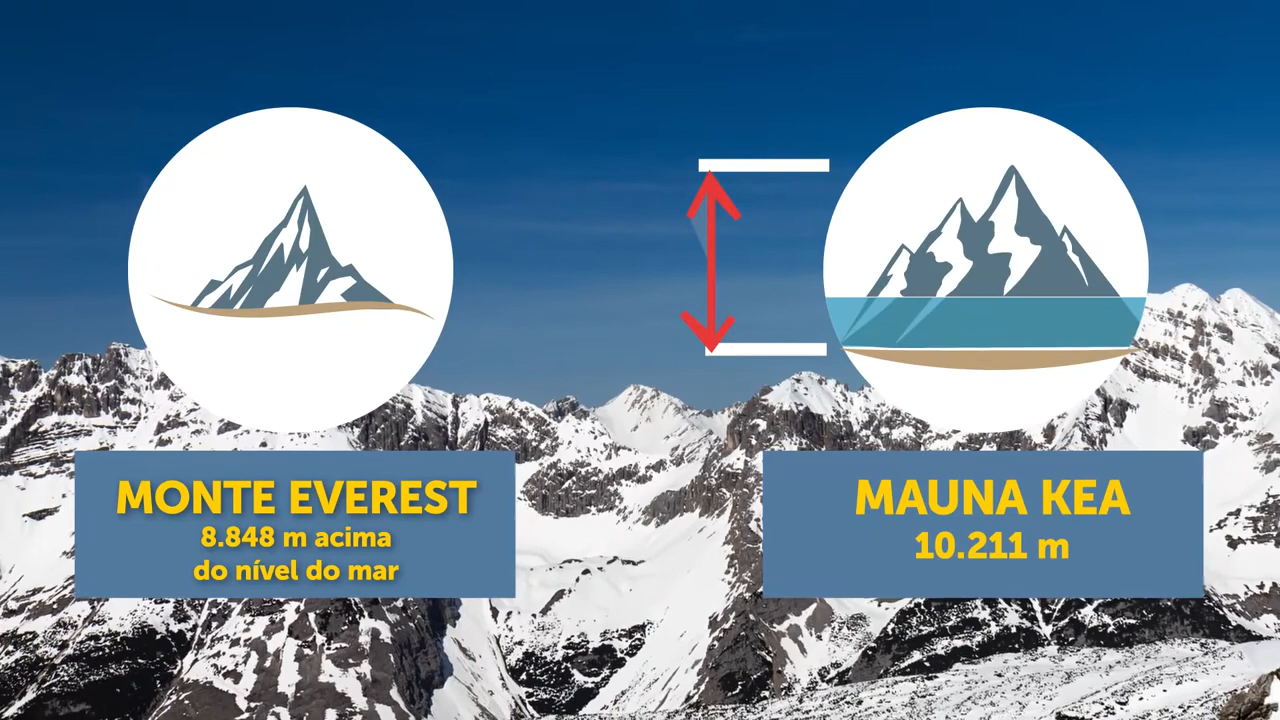 MONTE EVEREST
8.848 m acima
do nível do mar
MAUNA KEA
10.211 m